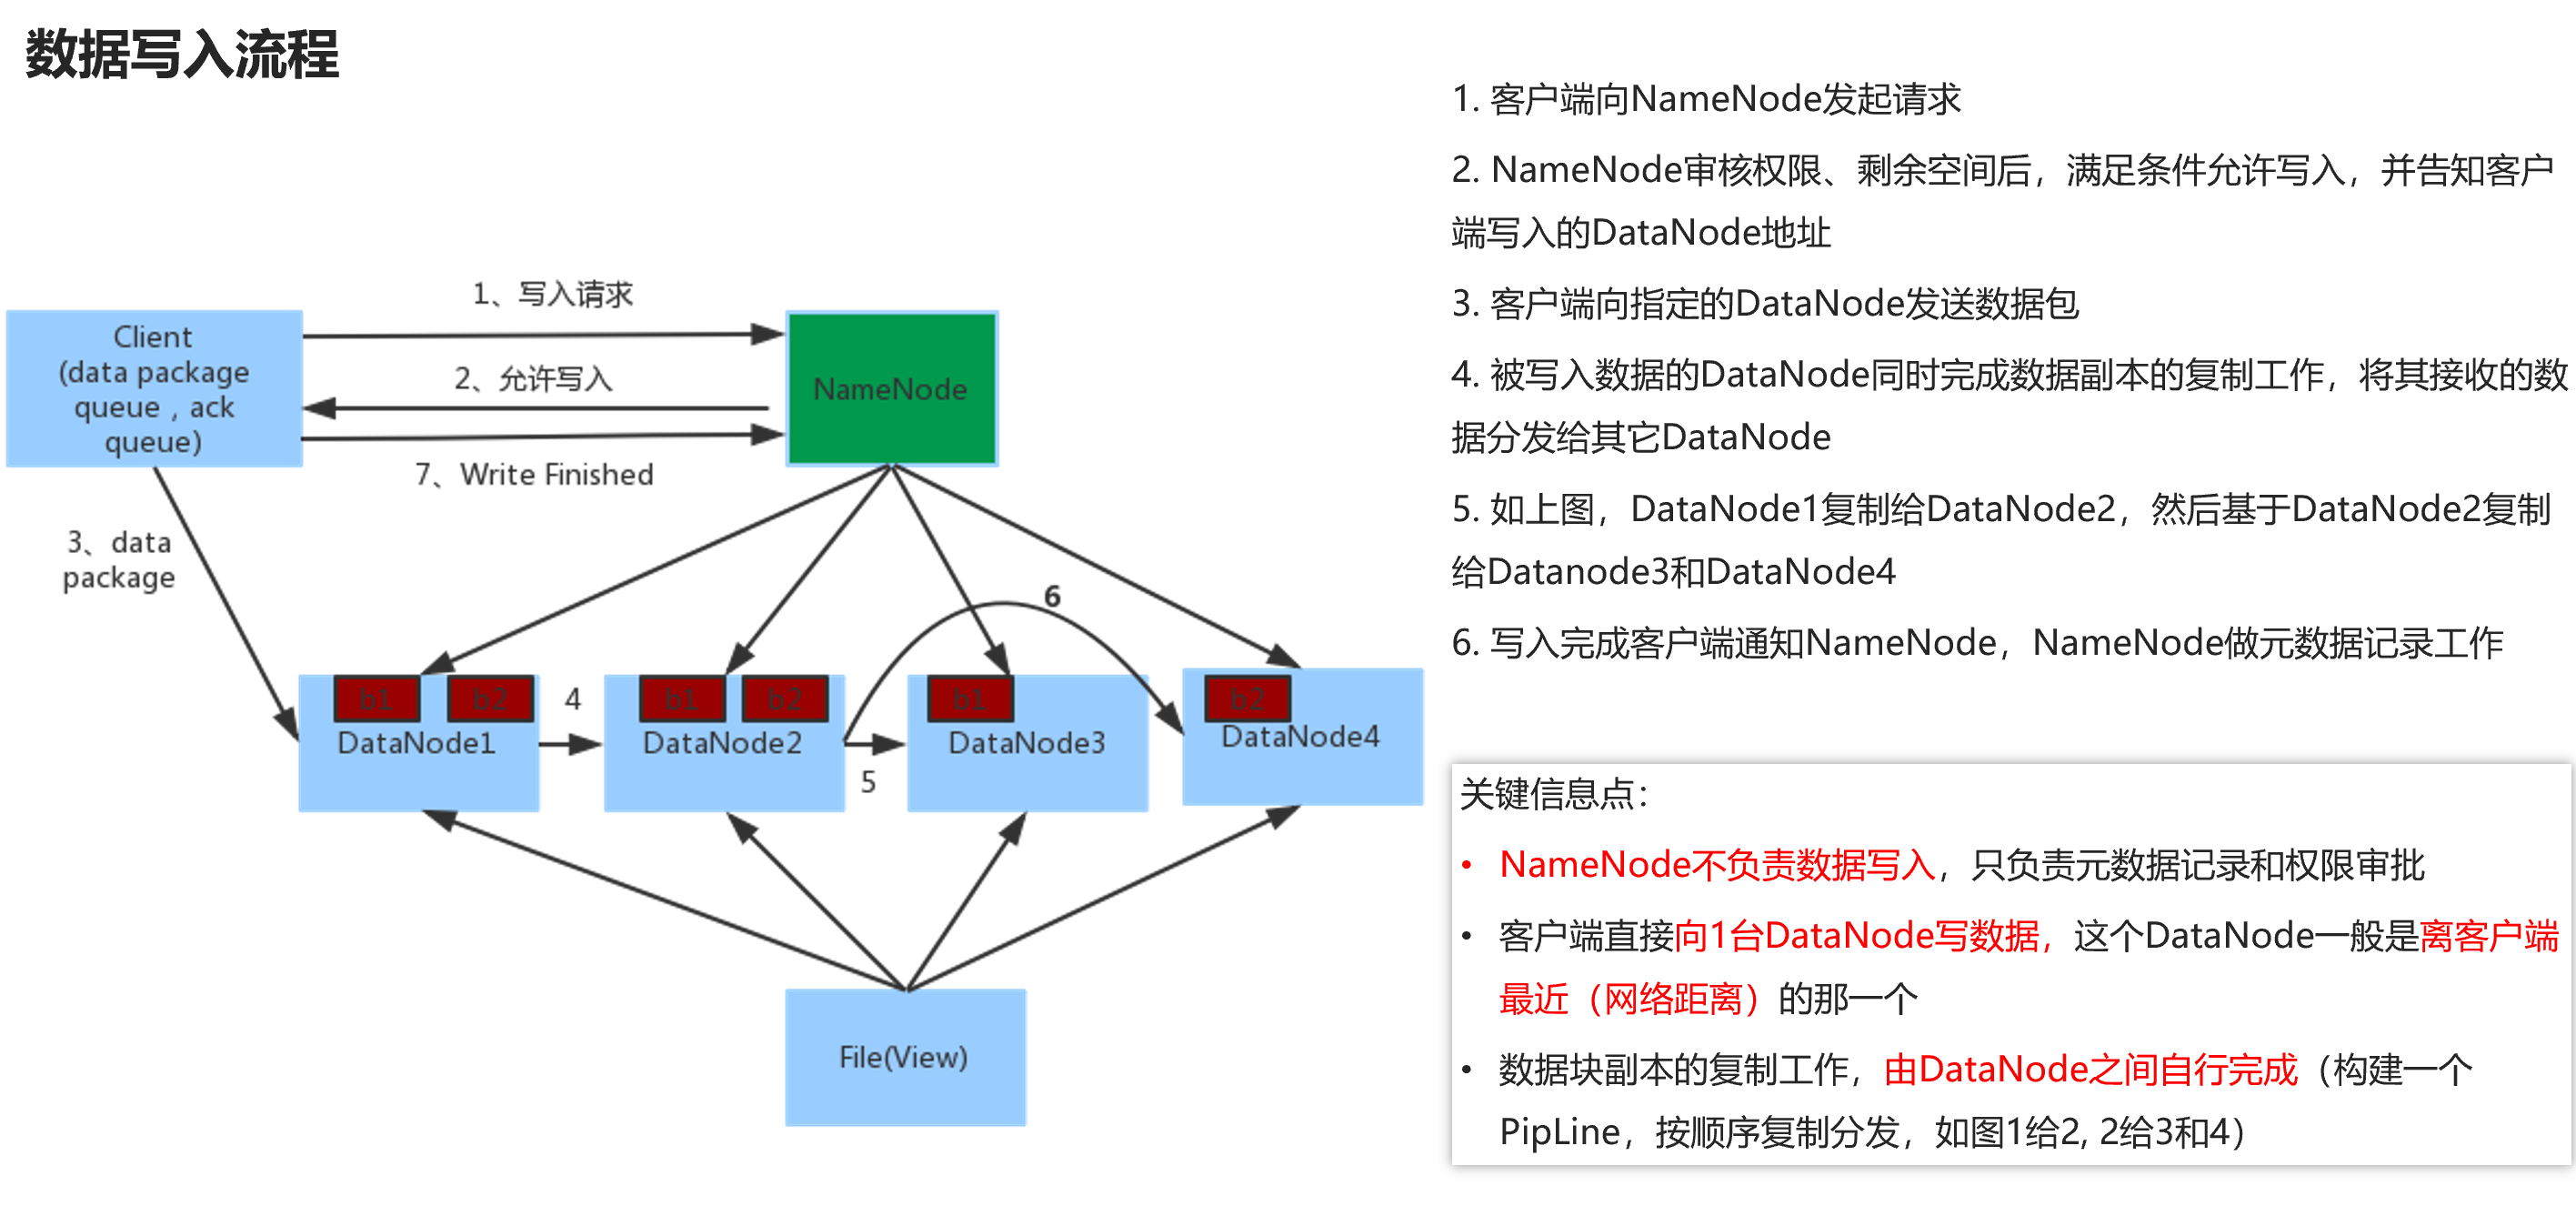 数据写入流程
1、写入请求
Client
(data package
queue，ack
queue)
2、允许写入
NameNode
7、Write Finished
3、data
package
6
b1
b2
DataNode1
4
b1
b2
DataNode2
5
b1
DataNode3
b2
DataNode4
File(View)
1. 客户端向NameNode发起请求
2. NameNode审核权限、剩余空间后，满足条件允许写入，并告知客户
端写入的DataNode地址
3. 客户端向指定的DataNode发送数据包
4. 被写入数据的DataNode同时完成数据副本的复制工作，将其接收的数
据分发给其它DataNode
5. 如上图，DataNode1复制给DataNode2，然后基于DataNode2复制
给Datanode3和DataNode4
6. 写入完成客户端通知NameNode，NameNode做元数据记录工作
关键信息点：
• NameNode不负责数据写入，只负责元数据记录和权限审批
• 客户端直接向1台DataNode写数据，这个DataNode一般是离客户端
最近（网络距离）的那一个
• 数据块副本的复制工作，由DataNode之间自行完成（构建一个
PipLine，按顺序复制分发，如图1给2, 2给3和4）